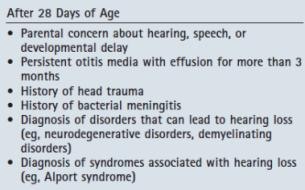 After 28 Days of Age
• Parental concern about hearing, speech, or
developmental delay
• Persistent otitis media with effusion for more than 3
months
• History of head trauma
• History of bacterial meningitis
• Diagnosis of disorders that can lead to hearing loss
(eg, neurodegenerative disorders, demyelinating
disorders)
• Diagnosis of syndromes associated with hearing loss
(eg, Alport syndrome)